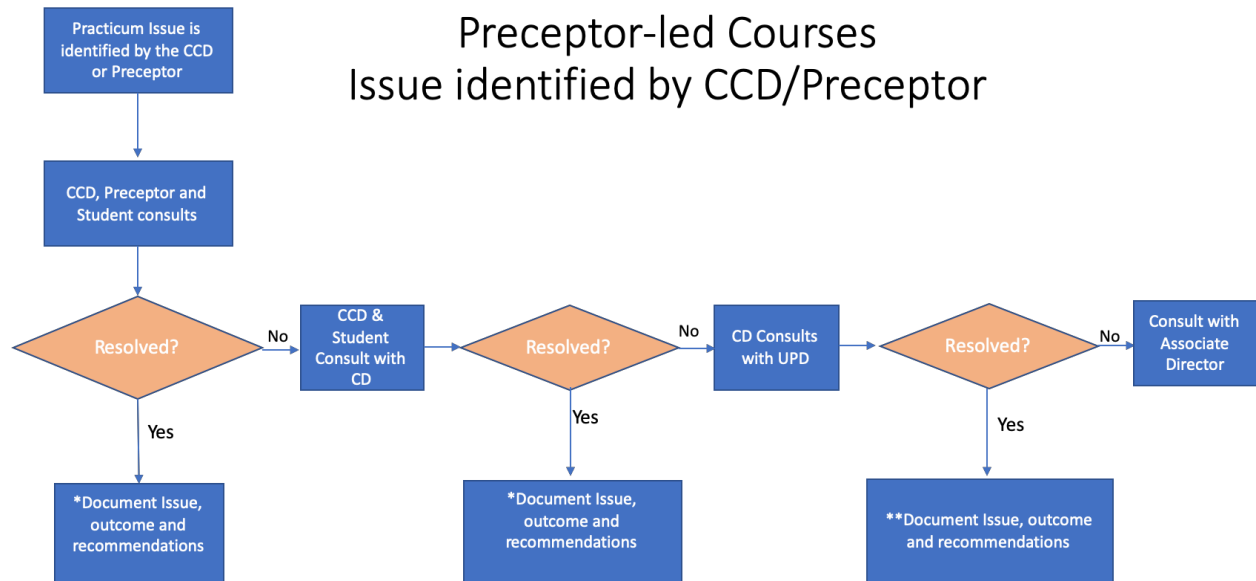 Preceptor-led Courses
Issue identified by CCD/Preceptor
Practicum Issue is
identified by the CCD
or Preceptor
CCD, Preceptor and
Student consults
Resolved?
No
CCD &
Student
Consult with
CD
Resolved?
No
CD Consults
with UPD
Resolved?
No
Consult with
Associate
Director
Yes
Yes
Yes
*Document Issue,
outcome and
recommendations
*Document Issue,
outcome and
recommendations
**Document Issue, outcome
and recommendations